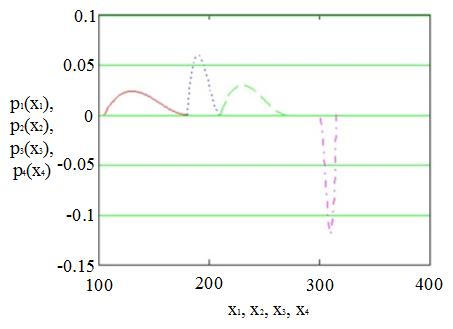 0.1
0.05
0
-0.05
-0.1
-0.15
p₁(x₁),
p₂(x₂),
p₃(x₃),
p₄(x₄)
100 200 300 400
x₁, x₂, x₃, x₄